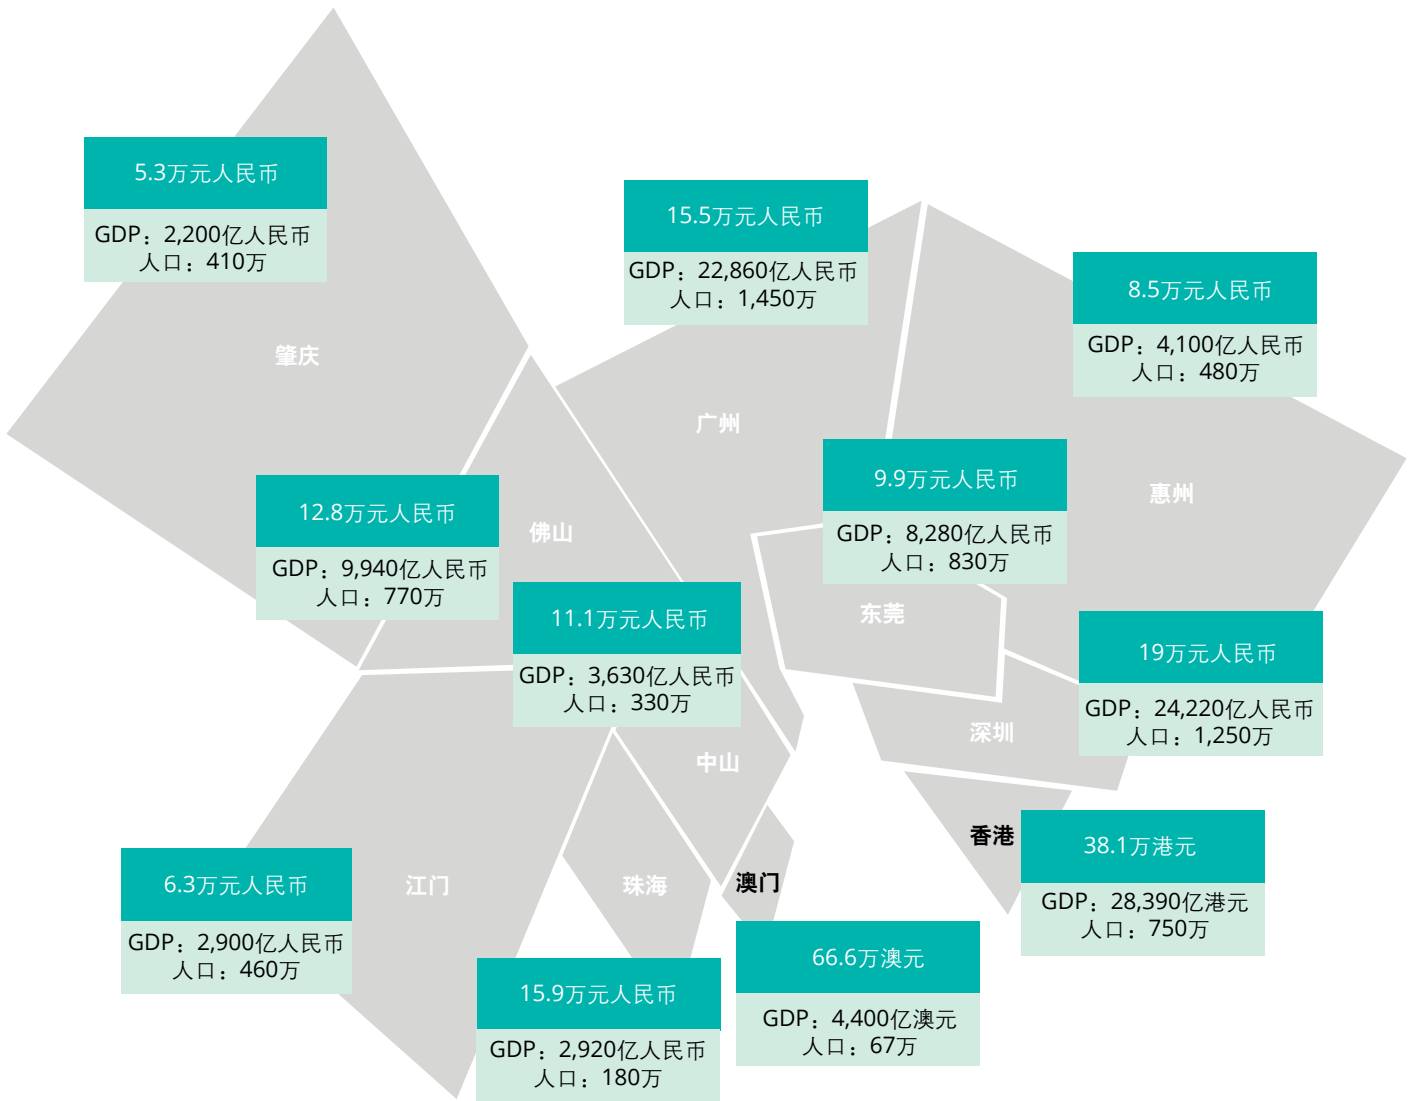 5.3万元人民币
GDP：2,200亿人民币
人口：410万
肇庆
15.5万元人民币
GDP：22,860亿人民币
人口：1,450万
广州
8.5万元人民币
GDP：4,100亿人民币
人口：480万
惠州
12.8万元人民币
GDP：9,940亿人民币
人口：770万
佛山
9.9万元人民币
GDP：8,280亿人民币
人口：830万
东莞
11.1万元人民币
GDP：3,630亿人民币
人口：330万
中山
19万元人民币
GDP：24,220亿人民币
人口：1,250万
深圳
香港
38.1万港元
GDP：28,390亿港元
人口：750万
6.3万元人民币
GDP：2,900亿人民币
人口：460万
江门
珠海
15.9万元人民币
GDP：2,920亿人民币
人口：180万
澳门
66.6万澳元
GDP：4,400亿澳元
人口：67万